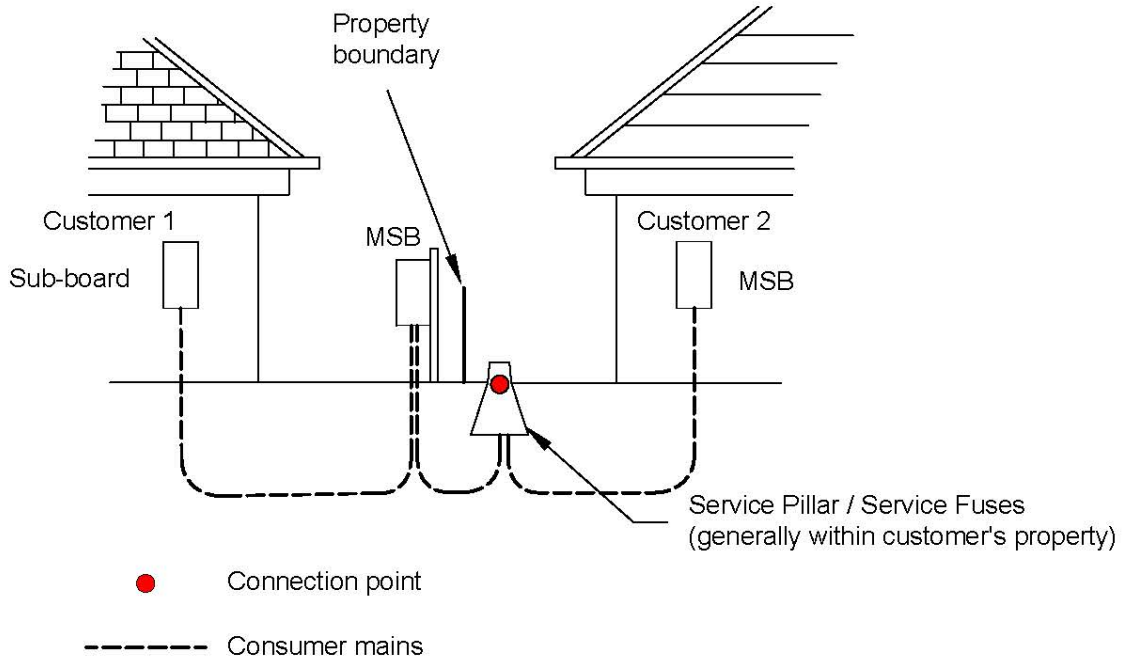 Property
boundary
Customer 1
MSB
Customer 2
Sub-board
MSB
Service Pillar / Service Fuses
(generally within customer's property)
Connection point
Consumer mains